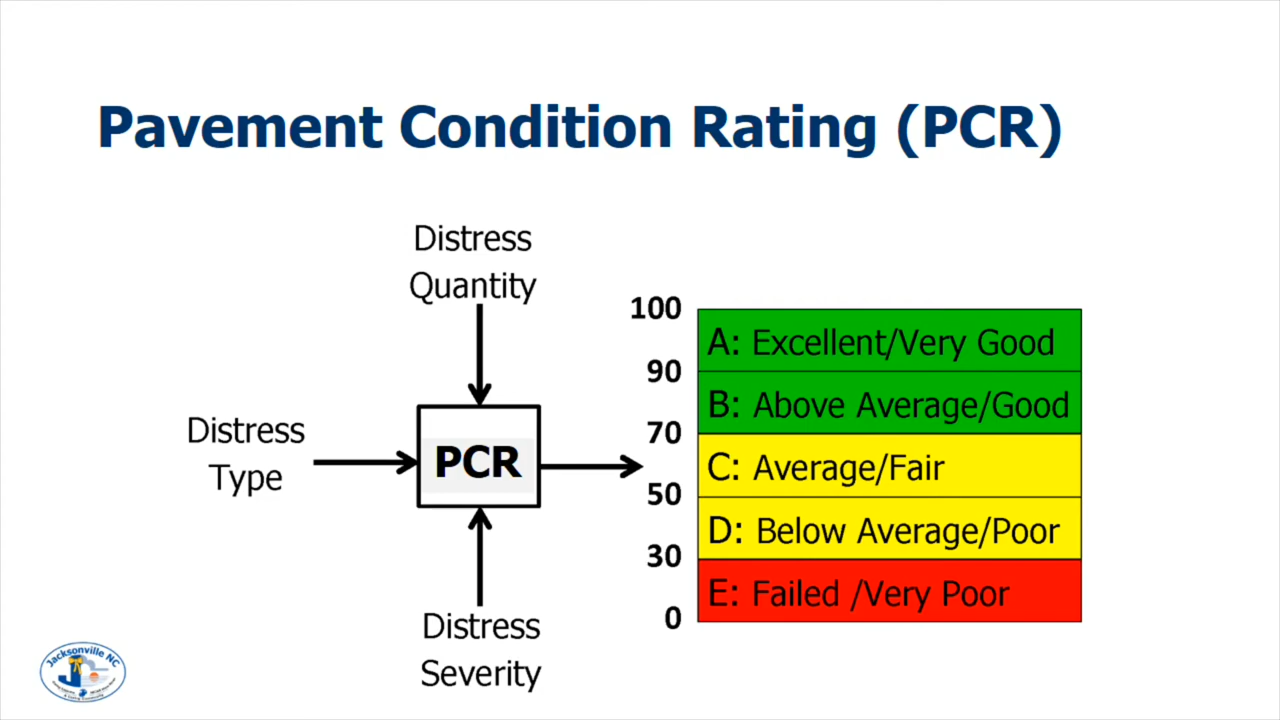 Pavement Condition Rating (PCR)
Distress
Quantity
Distress
Type
PCR
Distress
Severity
100
A: Excellent/Very Good
90
B: Above Average/Good
70
C: Average/Fair
50
D: Below Average/Poor
30
E: Failed /Very Poor
0
Jacksonville NC